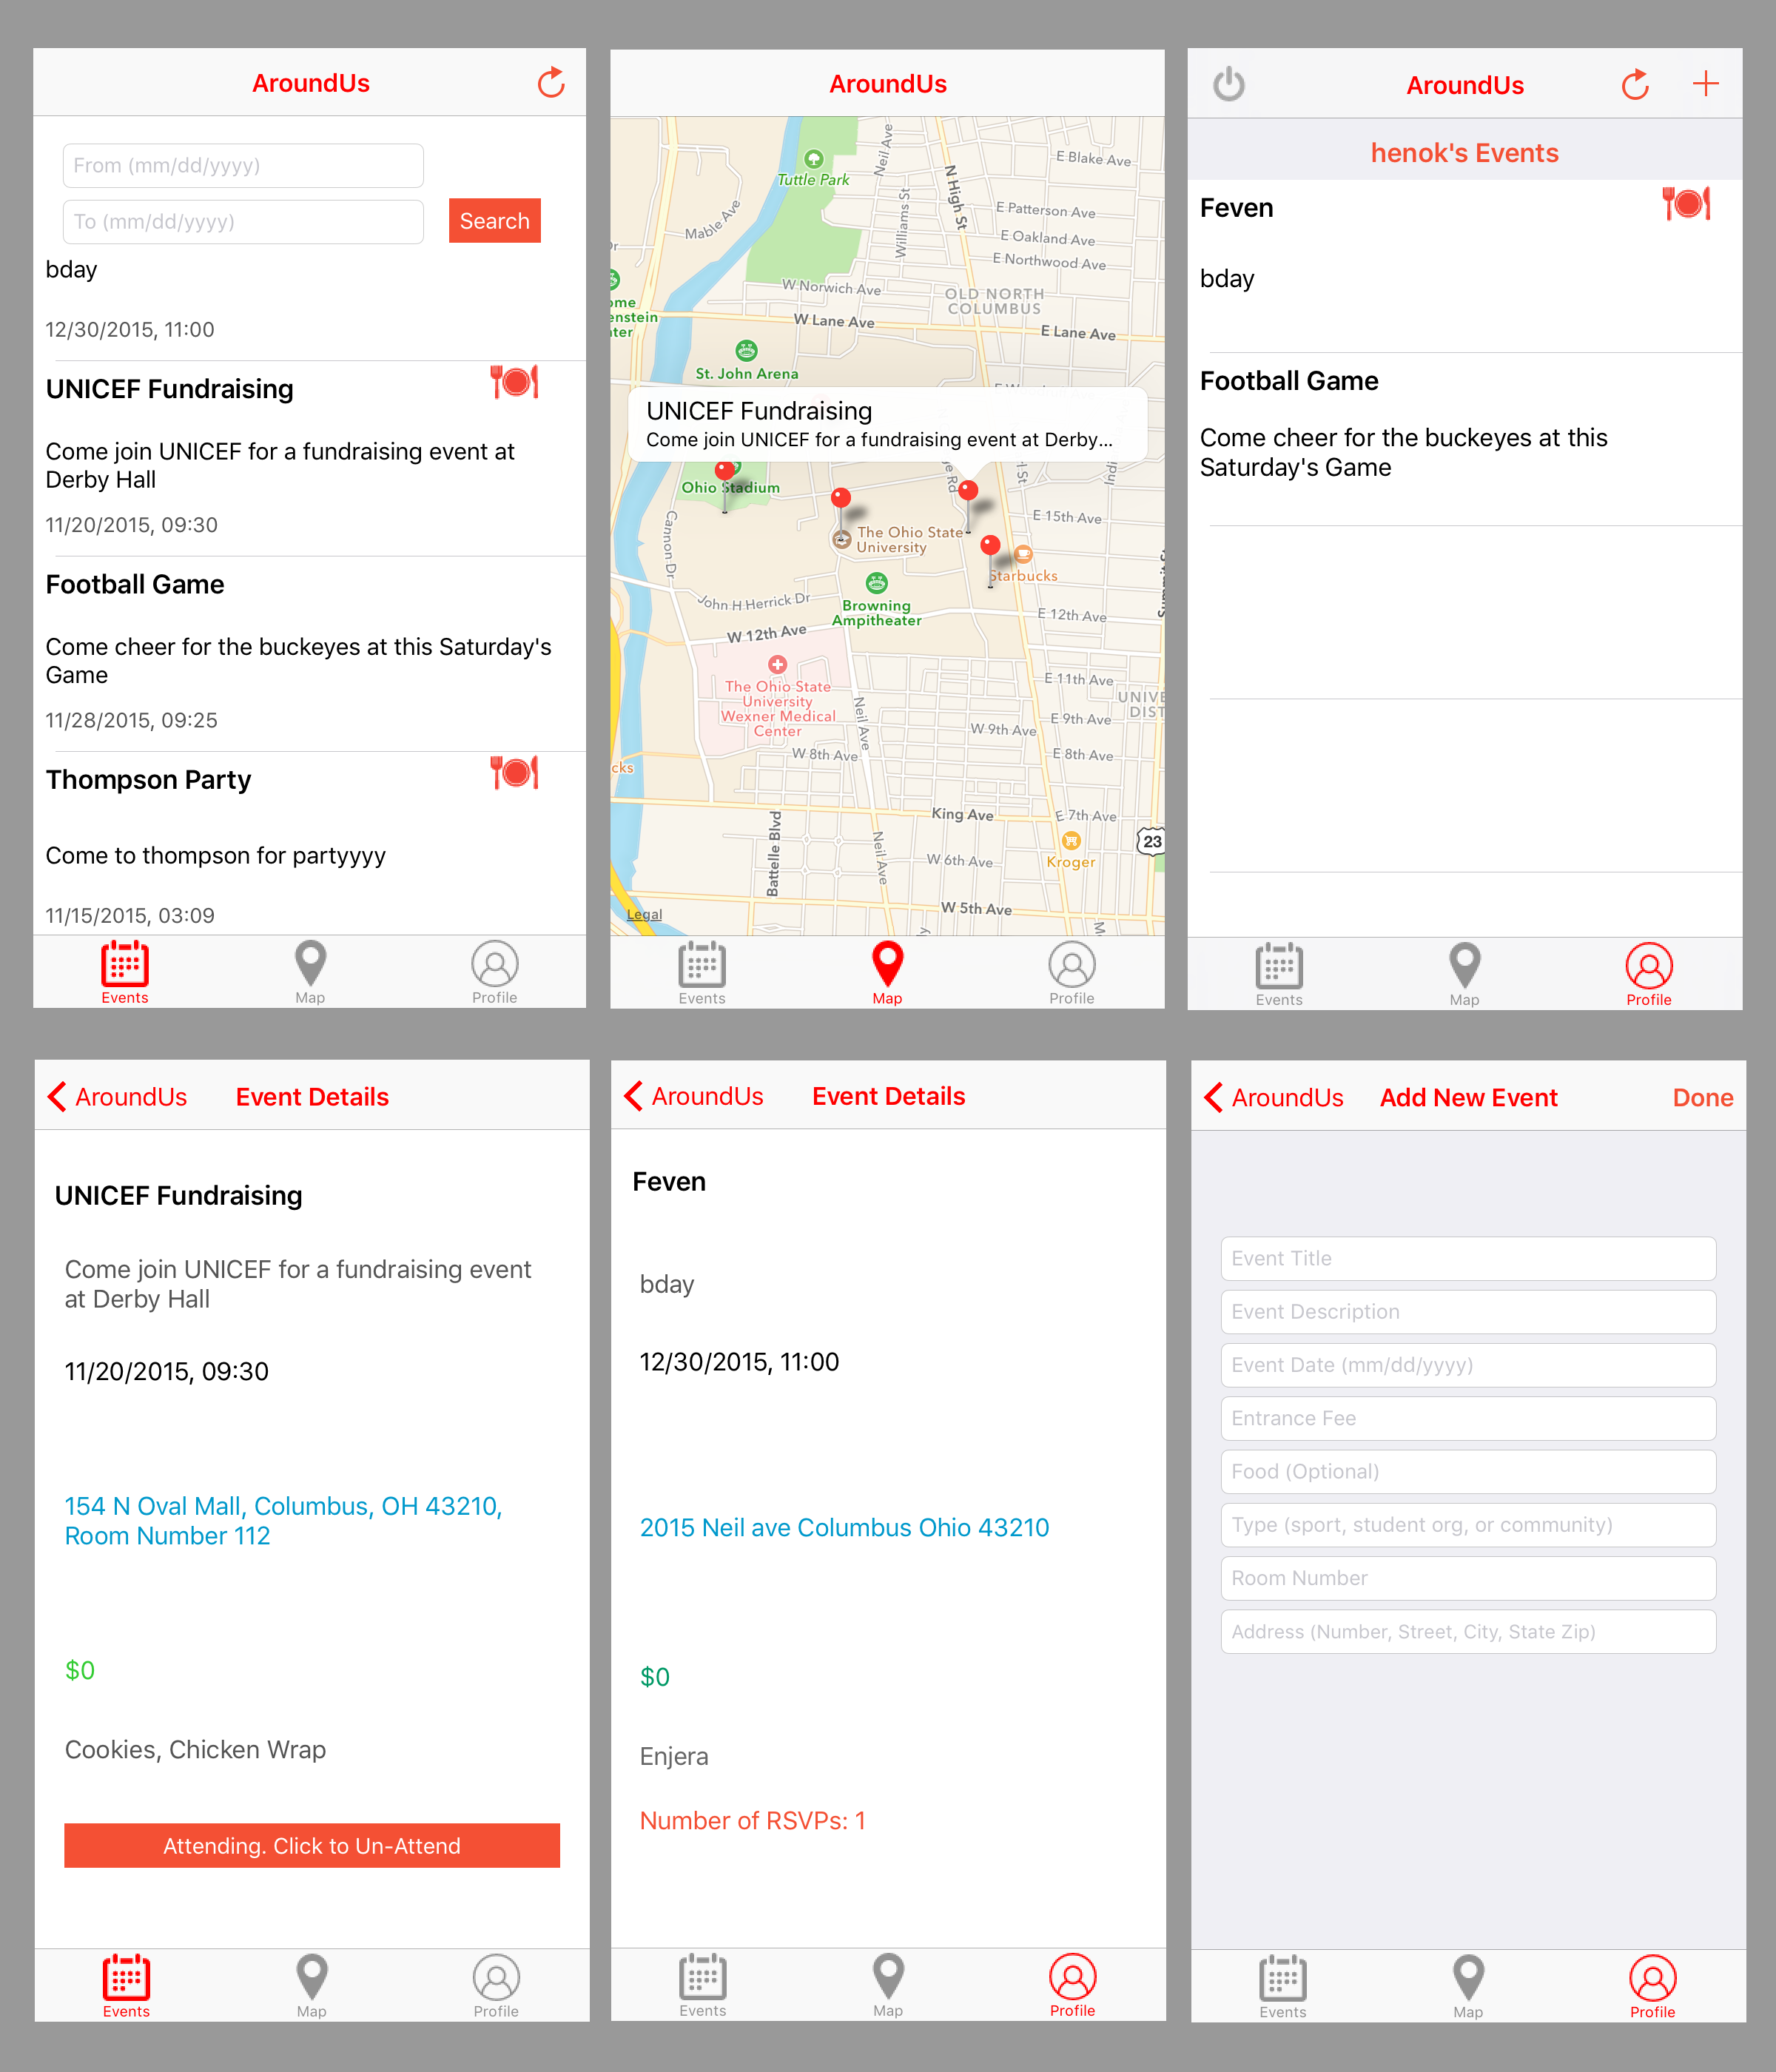 AroundUs
From (mm/dd/yyyy)
To (mm/dd/yyyy)
Search
bday
12/30/2015, 11:00
UNICEF Fundraising
Come join UNICEF for a fundraising event at
Derby Hall
11/20/2015, 09:30
Football Game
Come cheer for the buckeyes at this Saturday's
Game
11/28/2015, 09:25
Thompson Party
Come to thompson for partyyyy
11/15/2015, 03:09
Events
Map
Profile
AroundUs
Tuttle Park
Neil Ave
E Blake Ave
N High St
Mable Ave
Williams St
E Patterson Ave
E Oakland Ave
E Northwood Ave
W Norwich Ave
OLD NORTH
COLUMBUS
W Lane Ave
E Lane Ave
St. John Arena
UNICEF Fundraising
Come join UNICEF for a fundraising event at Derby...
Ohio Stadium
Cannon Dr
The Ohio State
University
E 15th Ave
Starbucks
John H Herrick Dr
Browning
Ampitheater
E 12th Ave
W 12th Ave
The Ohio State
University
Wexner Medical
Center
Neil Ave
E 11th Ave
W 9th Ave
E 9th Ave
W 8th Ave
E 8th Ave
King Ave
E 7th Ave
23
Battelle Blvd
Neil Ave
W 6th Ave
Kroger
Legal
W 5th Ave
Events
Map
Profile
AroundUs
henok's Events
Feven
bday
Football Game
Come cheer for the buckeyes at this
Saturday's Game
Events
Map
Profile
AroundUs
Event Details
UNICEF Fundraising
Come join UNICEF for a fundraising event
at Derby Hall
11/20/2015, 09:30
154 N Oval Mall, Columbus, OH 43210,
Room Number 112
$0
Cookies, Chicken Wrap
Attending. Click to Un-Attend
Events
Map
Profile
AroundUs
Event Details
Feven
bday
12/30/2015, 11:00
2015 Neil ave Columbus Ohio 43210
$0
Enjera
Number of RSVPs: 1
Events
Map
Profile
AroundUs
Add New Event
Done
Event Title
Event Description
Event Date (mm/dd/yyyy)
Entrance Fee
Food (Optional)
Type (sport, student org, or community)
Room Number
Address (Number, Street, City, State Zip)
Events
Map
Profile